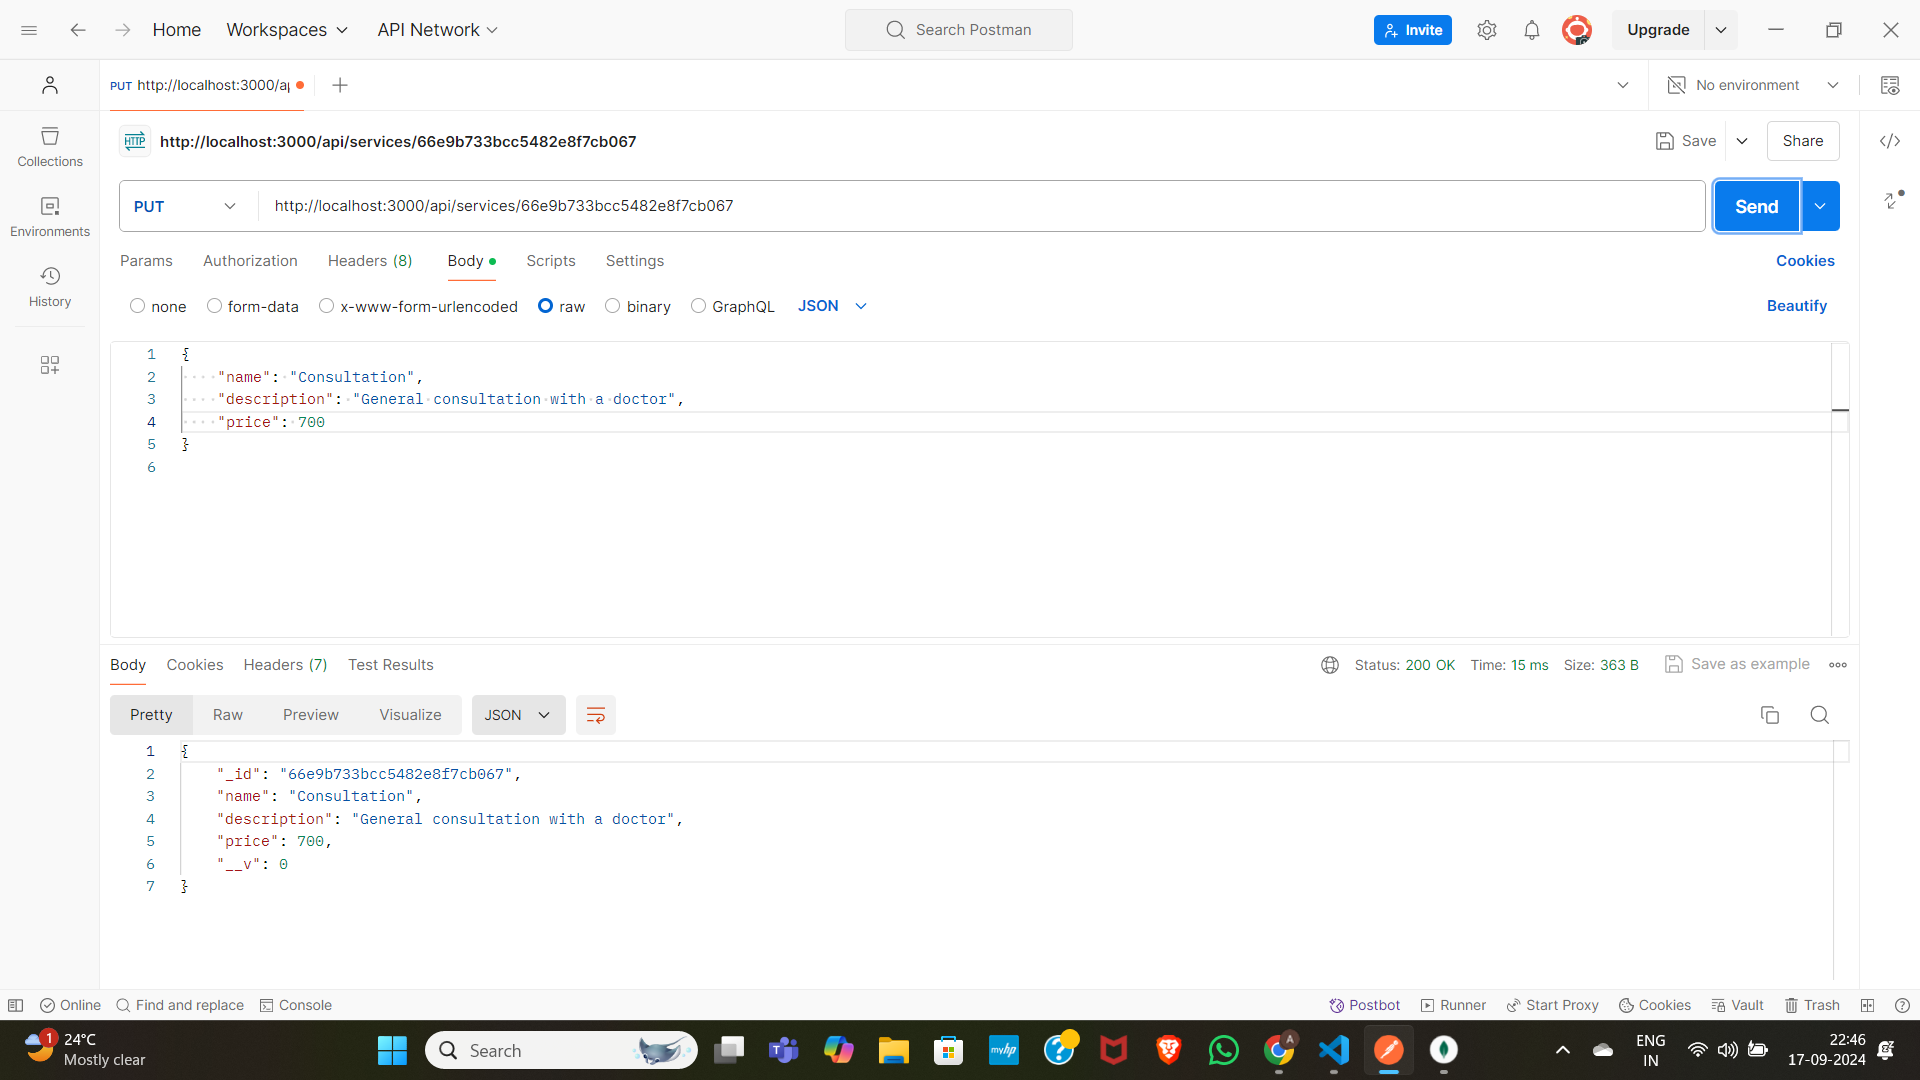 Home
Workspaces
API Network
Search Postman
Invite
Upgrade
PUT http://localhost:3000/a
No environment
HTTP http://localhost:3000/api/services/66e9b733bcc5482e8f7cb067
Save
Share
Collections
Environments
History
PUT
http://localhost:3000/api/services/66e9b733bcc5482e8f7cb067
Send
Params
Authorization
Headers (8)
Body
Scripts
Settings
Cookies
none
form-data
x-www-form-urlencoded
raw
binary
GraphQL
JSON
Beautify
1 {
2 "name": "Consultation",
3 "description": "General consultation with a doctor",
4 "price": 700
5 }
6
Body
Cookies
Headers (7)
Test Results
Status: 200 OK
Time: 15 ms
Size: 363 B
Save as example
Pretty
Raw
Preview
Visualize
JSON
1 {
2 "_id": "66e9b733bcc5482e8f7cb067",
3 "name": "Consultation",
4 "description": "General consultation with a doctor",
5 "price": 700,
6 "__v": 0
7 }
Online
Find and replace
Console
Postbot
Runner
Start Proxy
Cookies
Vault
Trash
1
24°C
Mostly clear
Search
myhp
A
ENG
IN
22:46
17-09-2024